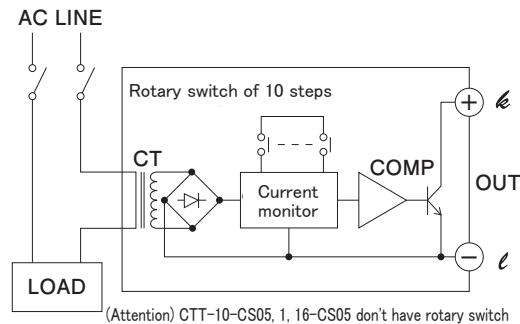 AC LINE
Rotary switch of 10 steps
CT
COMP
k
OUT
Current
monitor
l
LOAD
(Attention) CTT-10-CS05, 1, 16-CS05 don't have rotary switch